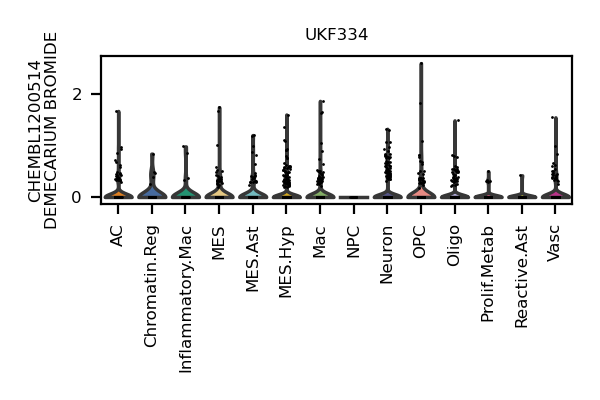 UKF334
CHEMBL1200514
DEMECARIUM BROMIDE
2
0
AC
Chromatin.Reg
Inflammatory.Mac
MES
MES.Ast
MES.Hyp
Mac
NPC
Neuron
OPC
Oligo
Prolif.Metab
Reactive.Ast
Vasc